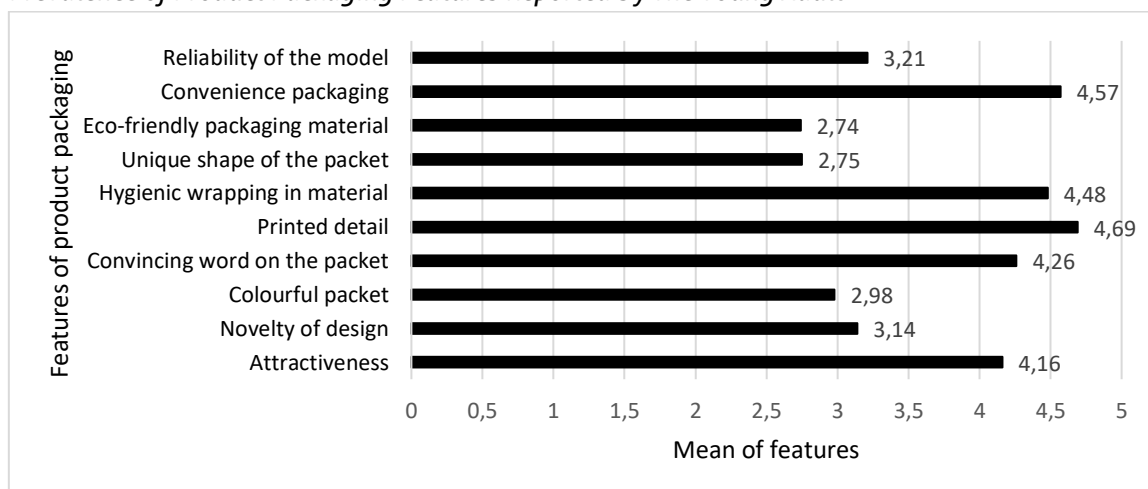 Features of product packaging
Reliability of the model 3,21
Convenience packaging 4,57
Eco-friendly packaging material 2,74
Unique shape of the packet 2,75
Hygienic wrapping in material 4,48
Printed detail 4,69
Convincing word on the packet 4,26
Colourful packet 2,98
Novelty of design 3,14
Attractiveness 4,16
0 0,5 1 1,5 2 2,5 3 3,5 4 4,5 5
Mean of features